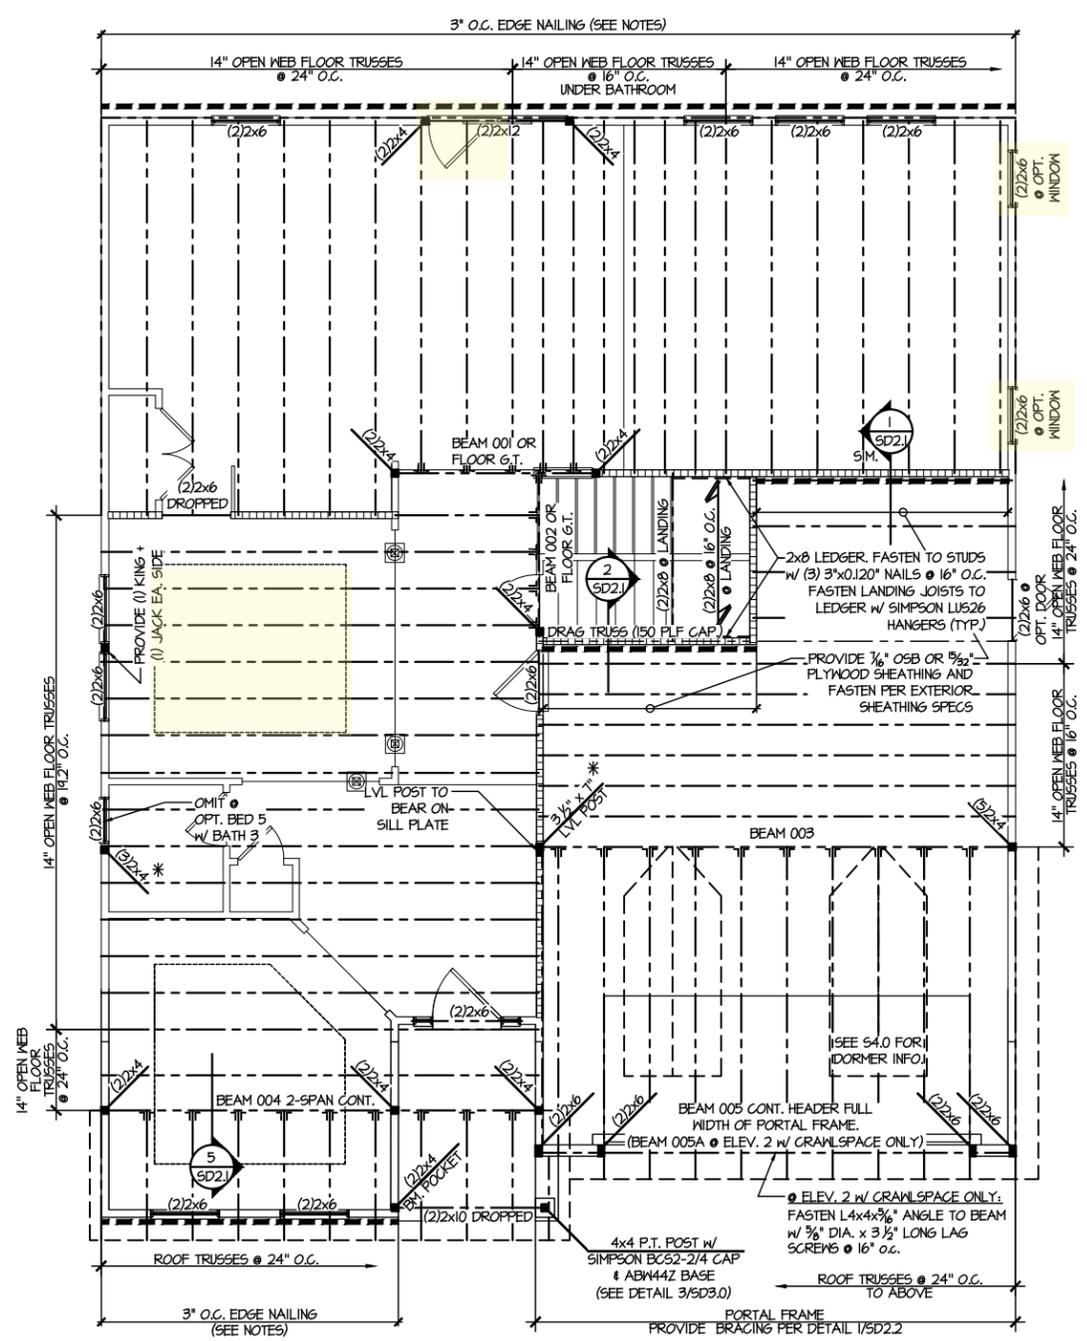 3" O.C. EDGE NAILING (SEE NOTES)
14" OPEN WEB FLOOR TRUSSES
@ 24" O.C.
14" OPEN WEB FLOOR TRUSSES
@ 16" O.C.
UNDER BATHROOM
14" OPEN WEB FLOOR TRUSSES
@ 24" O.C.
(2)2x6
(2)2x4
(2)2x12
(2)2x4
(2)2x6
(2)2x6
(2)2x6
(2)2x6
@ OPT.
WINDOW
(2)2x6
@ OPT.
WINDOW
(2)2x4
BEAM 001 OR
FLOOR G.T.
(2)2x4
1
SD2.1
SIM.
(2)2x6
DROPPED
BEAM 002 OR
FLOOR G.T.
(2)2x8 @ LANDING
(2)2x8 @ 16" O.C.
@ LANDING
2
SD2.1
(2)2x4
DRAG TRUSS (150 PLF CAP.)
2x8 LEDGER. FASTEN TO STUDS
W/ (3) 3"x0.120" NAILS @ 16" O.C.
FASTEN LANDING JOISTS TO
LEDGER W/ SIMPSON LUS26
HANGERS (TYP.)
(2)2x6 @
OPT. DOOR
14" OPEN WEB FLOOR
TRUSSES @ 24" O.C.
PROVIDE (1) KING +
(1) JACK EA. SIDE
(2)2x6
(2)2x6
(2)2x6
PROVIDE 7/16" OSB OR 15/32"
PLYWOOD SHEATHING AND
FASTEN PER EXTERIOR
SHEATHING SPECS
14" OPEN WEB FLOOR
TRUSSES @ 16" O.C.
14" OPEN WEB FLOOR TRUSSES
@ 19.2" O.C.
(2)2x6
OMIT @
OPT. BED 5
W/ BATH 3
LVL POST TO
BEAR ON
SILL PLATE
3 1/2" x 7" *
LVL POST
BEAM 003
(5)2x4
(3)2x4 *
(2)2x6
SEE S4.0 FOR
DORMER INFO.
14" OPEN WEB
FLOOR
TRUSSES
@ 24" O.C.
(2)2x4
(2)2x4
(2)2x4
BEAM 004 2-SPAN CONT.
(2)2x6
(2)2x6
BEAM 005 CONT. HEADER FULL
WIDTH OF PORTAL FRAME.
(BEAM 005A @ ELEV. 2 W/ CRAWLSPACE ONLY)
(2)2x6
(2)2x6
5
SD2.1
(2)2x4
BM. POCKET
(2)2x6
(2)2x6
(2)2x10 DROPPED
@ ELEV. 2 W/ CRAWLSPACE ONLY:
FASTEN L4x4x5/16" ANGLE TO BEAM
W/ 5/8" DIA. x 3 1/2" LONG LAG
SCREWS @ 16" o.c.
4x4 P.T. POST W/
SIMPSON BCS2-2/4 CAP
& ABW44Z BASE
(SEE DETAIL 3/SD3.0)
ROOF TRUSSES @ 24" O.C.
ROOF TRUSSES @ 24" O.C.
TO ABOVE
3" O.C. EDGE NAILING
(SEE NOTES)
PORTAL FRAME
PROVIDE BRACING PER DETAIL 1/SD2.2